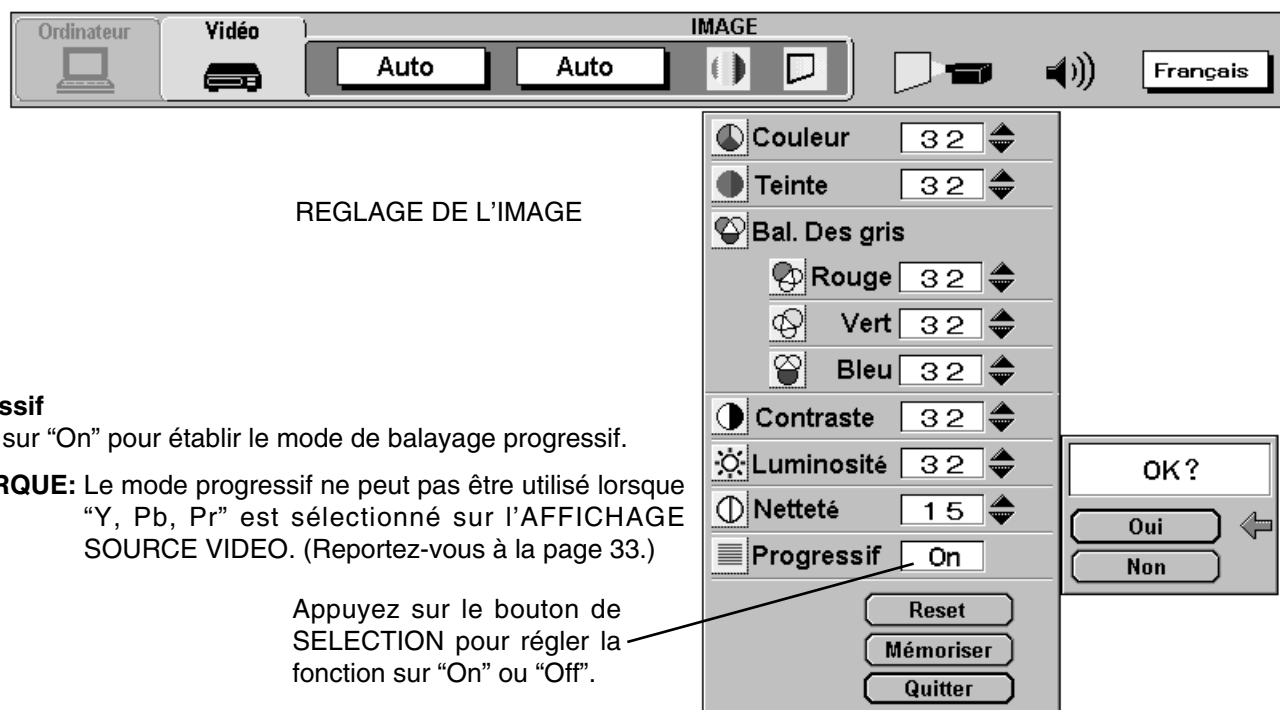 Ordinateur
Vidéo
IMAGE
Auto
Auto
Français
REGLAGE DE L’IMAGE
Couleur 32
Teinte 32
Bal. Des gris
Rouge 32
Vert 32
Bleu 32
Contraste 32
Luminosité 32
Netteté 15
Progressif On
Reset
Mémoriser
Quitter
OK?
Oui
Non
ssif
sur “On” pour établir le mode de balayage progressif.
RQUE: Le mode progressif ne peut pas être utilisé lorsque
“Y, Pb, Pr” est sélectionné sur l’AFFICHAGE
SOURCE VIDEO. (Reportez-vous à la page 33.)
Appuyez sur le bouton de
SELECTION pour régler la
fonction sur “On” ou “Off”.